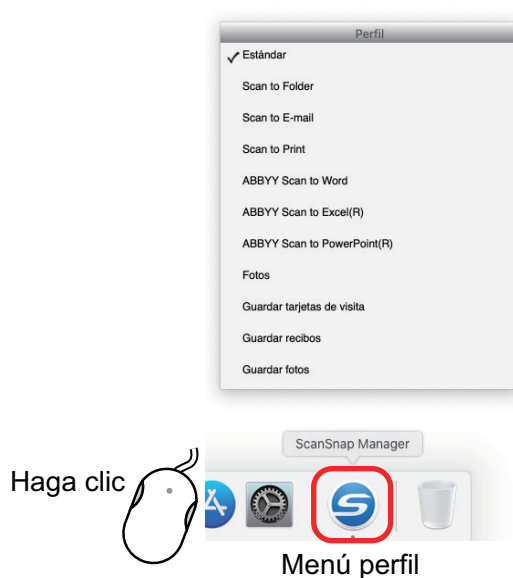 Perfil
Estándar
Scan to Folder
Scan to E-mail
Scan to Print
ABBYY Scan to Word
ABBYY Scan to Excel(R)
ABBYY Scan to PowerPoint(R)
Fotos
Guardar tarjetas de visita
Guardar recibos
Guardar fotos
ScanSnap Manager
Haga clic
Menú perfil